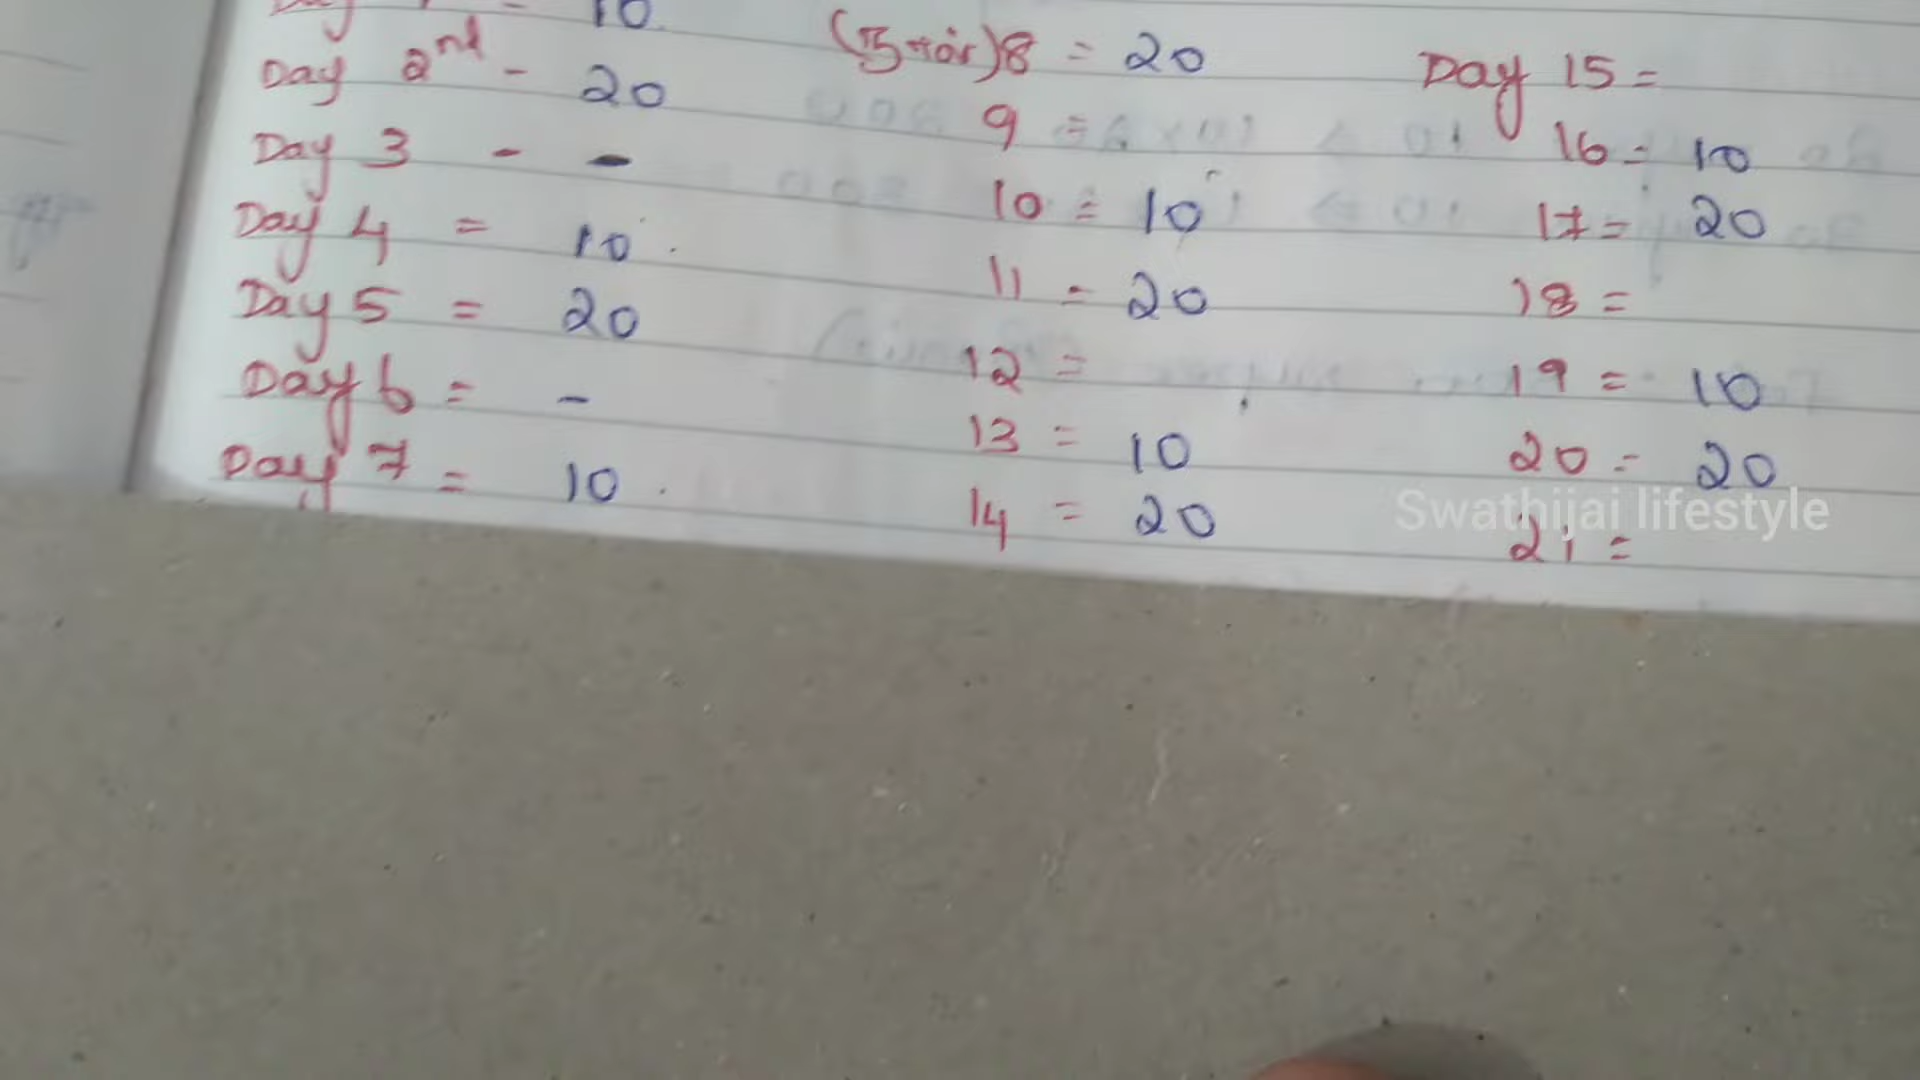 10
Day 2nd - 20
Day 3 - -
Day 4 = 10.
Day 5 = 20
Day 6 = -
Day 7 = 10.
8 = 20
9 =
10 = 10
11 = 20
12 =
13 = 10
14 = 20
Day 15 =
16 = 10
17 = 20
18 =
19 = 10
20 = 20
21 =
Swathijai lifestyle